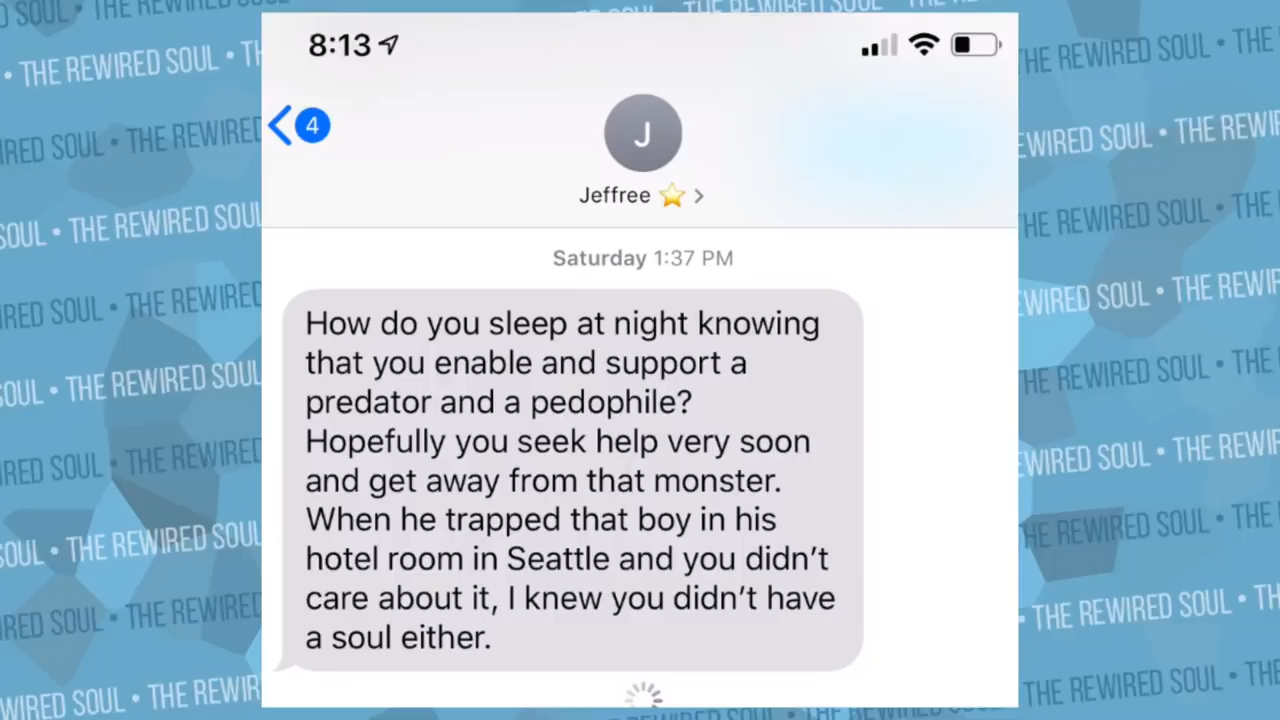 THE REWIRED SOUL • THE REWIRED SOUL
8:13
4
J
Jeffree ⭐ >
Saturday 1:37 PM
How do you sleep at night knowing
that you enable and support a
predator and a pedophile?
Hopefully you seek help very soon
and get away from that monster.
When he trapped that boy in his
hotel room in Seattle and you didn't
care about it, I knew you didn't have
a soul either.